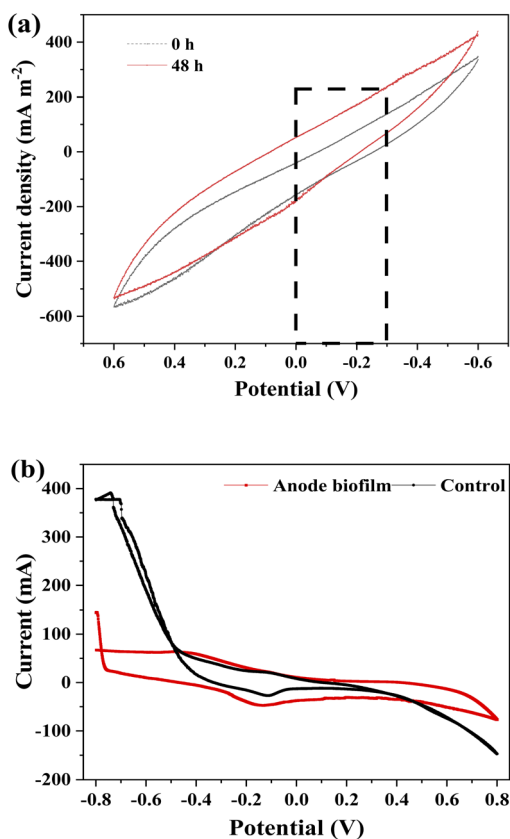 (a)
0 h
48 h
Current density (mA m⁻²)
400
200
0
-200
-400
-600
0.6 0.4 0.2 0.0 -0.2 -0.4 -0.6
Potential (V)
(b)
Anode biofilm Control
Current (mA)
400
300
200
100
0
-100
-200
-0.8 -0.6 -0.4 -0.2 0.0 0.2 0.4 0.6 0.8
Potential (V)